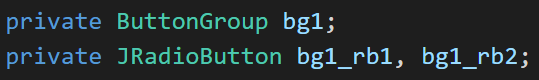 private ButtonGroup bg1;
private JRadioButton bg1_rb1, bg1_rb2;